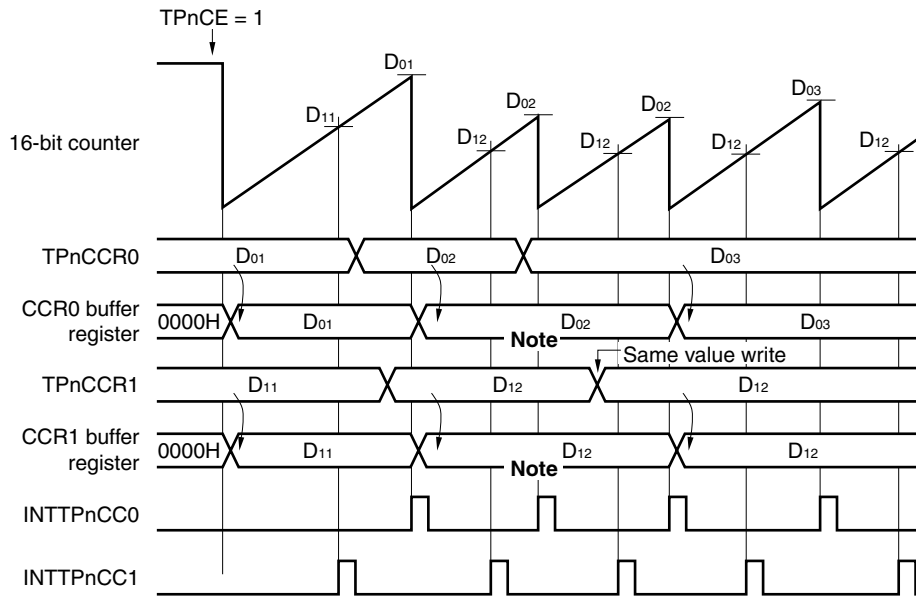 TPnCE = 1
D01
D11
D02
D12
D02
D12
D03
D12
D12
16-bit counter
TPnCCR0
D01
D02
D03
CCR0 buffer
register
0000H
D01
D02
D03
Note
Same value write
TPnCCR1
D11
D12
D12
CCR1 buffer
register
0000H
D11
D12
D12
Note
INTTPnCC0
INTTPnCC1